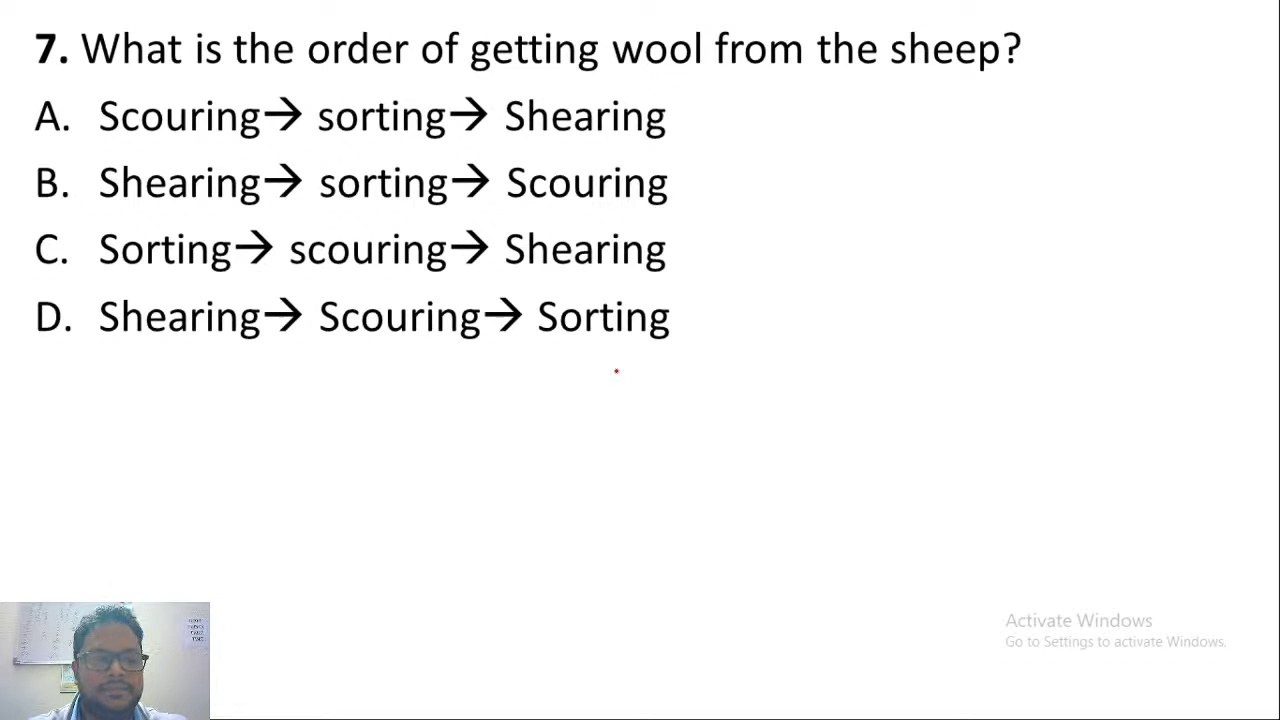 7. What is the order of getting wool from the sheep?
A. Scouring→ sorting→ Shearing
B. Shearing→ sorting→ Scouring
C. Sorting→ scouring→ Shearing
D. Shearing→ Scouring→ Sorting
Activate Windows
Go to Settings to activate Windows.